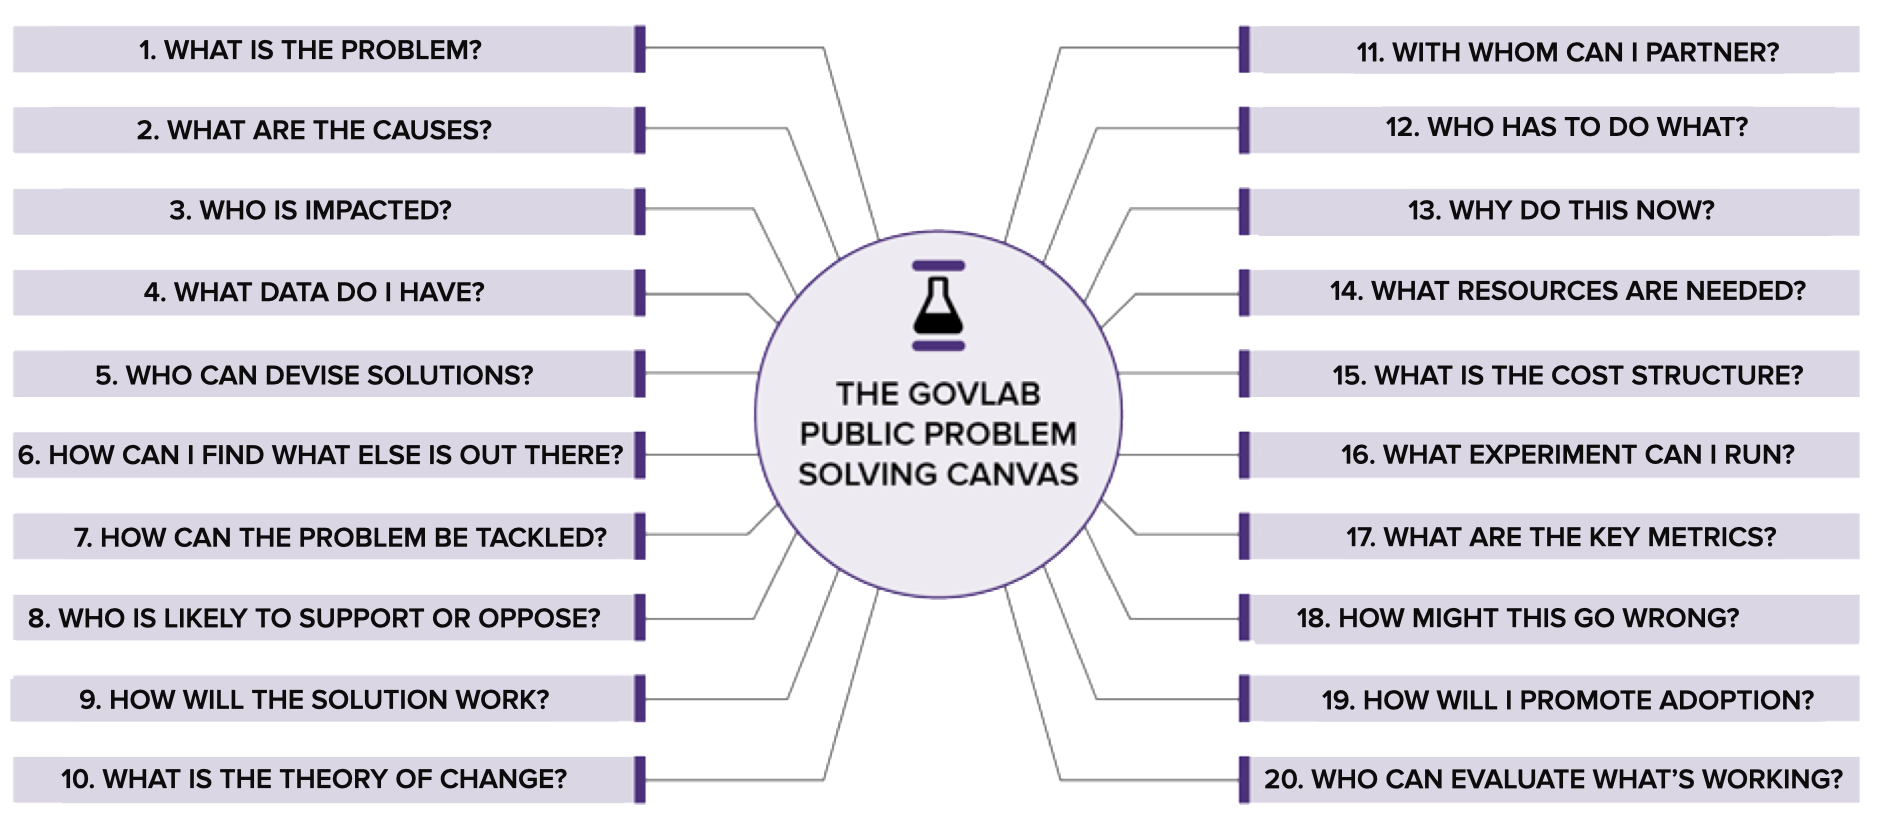 1. WHAT IS THE PROBLEM?
2. WHAT ARE THE CAUSES?
3. WHO IS IMPACTED?
4. WHAT DATA DO I HAVE?
5. WHO CAN DEVISE SOLUTIONS?
6. HOW CAN I FIND WHAT ELSE IS OUT THERE?
7. HOW CAN THE PROBLEM BE TACKLED?
8. WHO IS LIKELY TO SUPPORT OR OPPOSE?
9. HOW WILL THE SOLUTION WORK?
10. WHAT IS THE THEORY OF CHANGE?
THE GOVLAB
PUBLIC PROBLEM
SOLVING CANVAS
11. WITH WHOM CAN I PARTNER?
12. WHO HAS TO DO WHAT?
13. WHY DO THIS NOW?
14. WHAT RESOURCES ARE NEEDED?
15. WHAT IS THE COST STRUCTURE?
16. WHAT EXPERIMENT CAN I RUN?
17. WHAT ARE THE KEY METRICS?
18. HOW MIGHT THIS GO WRONG?
19. HOW WILL I PROMOTE ADOPTION?
20. WHO CAN EVALUATE WHAT’S WORKING?